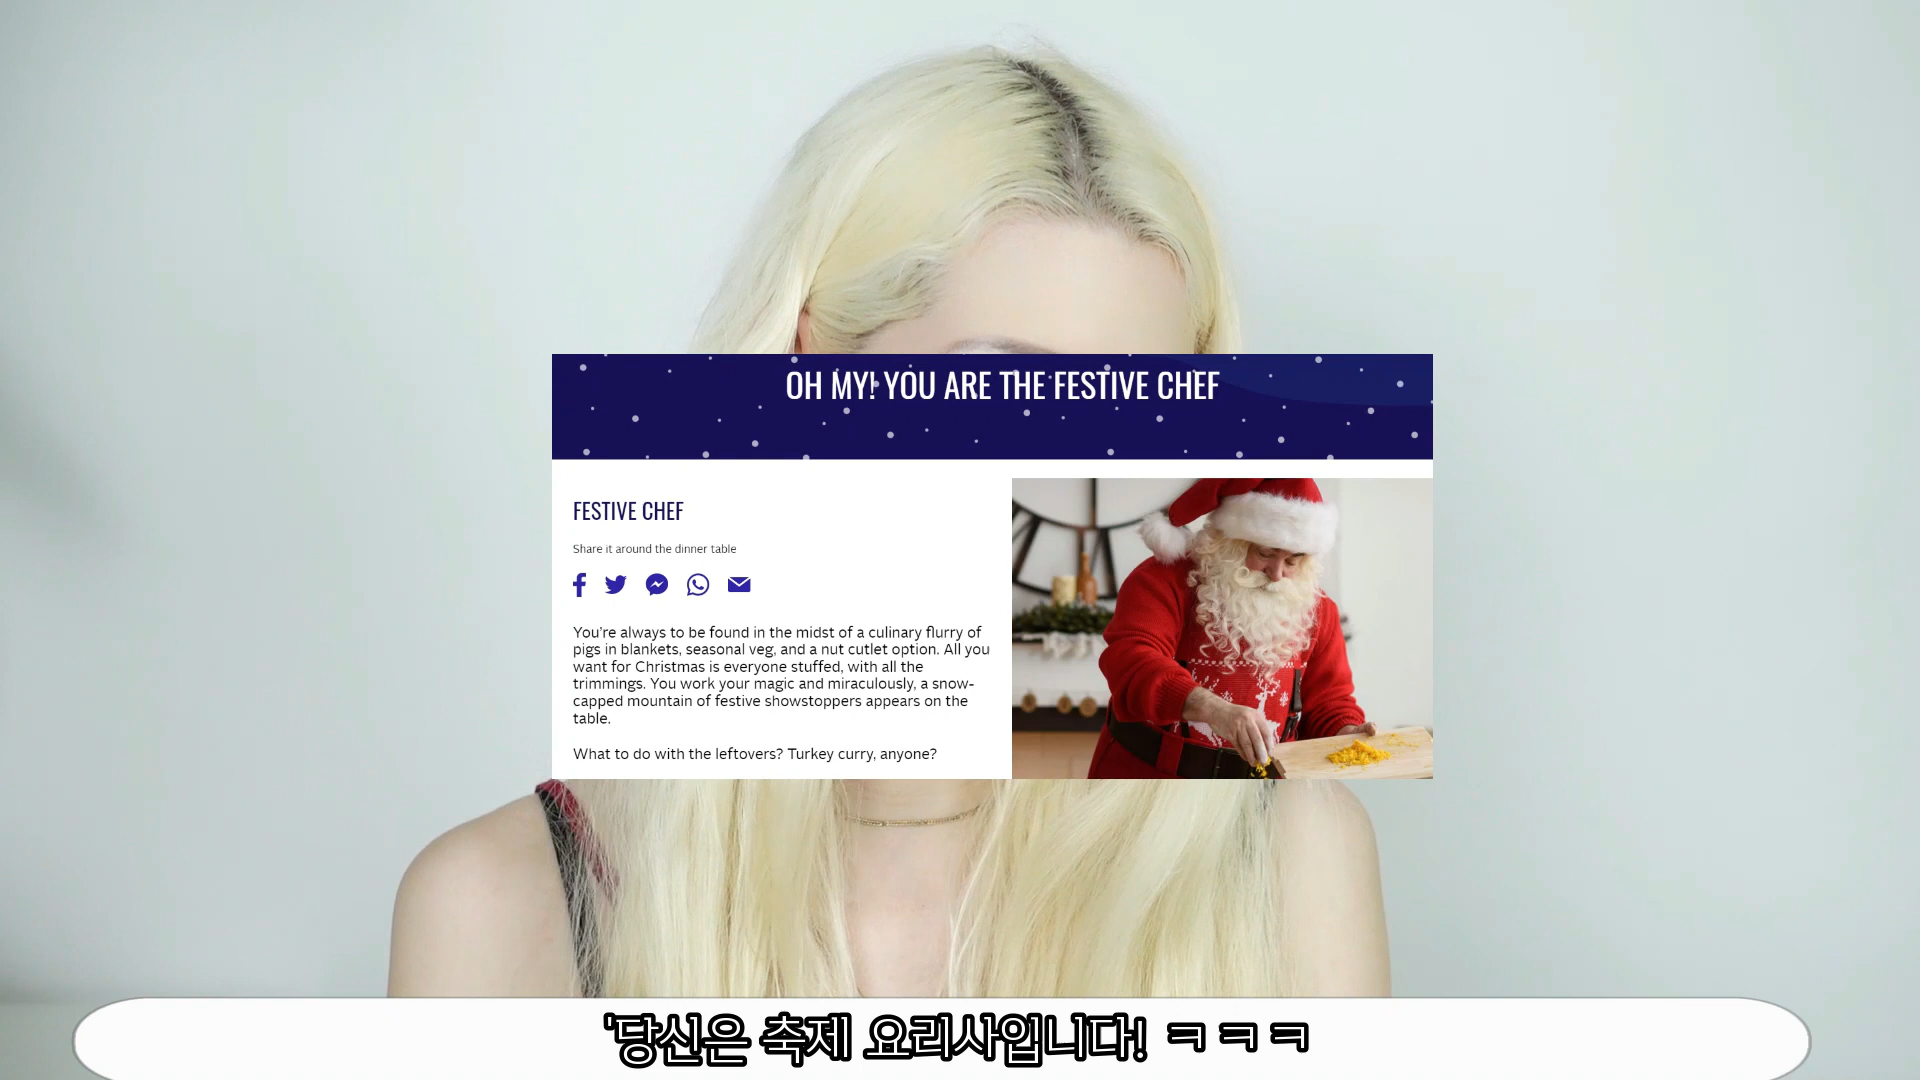 OH MY! YOU ARE THE FESTIVE CHEF
FESTIVE CHEF
Share it around the dinner table
You're always to be found in the midst of a culinary flurry of
pigs in blankets, seasonal veg, and a nut cutlet option. All you
want for Christmas is everyone stuffed, with all the
trimmings. You work your magic and miraculously, a snow-
capped mountain of festive showstoppers appears on the
table.
What to do with the leftovers? Turkey curry, anyone?
'당신은 축제 요리사입니다! ㅋㅋㅋ